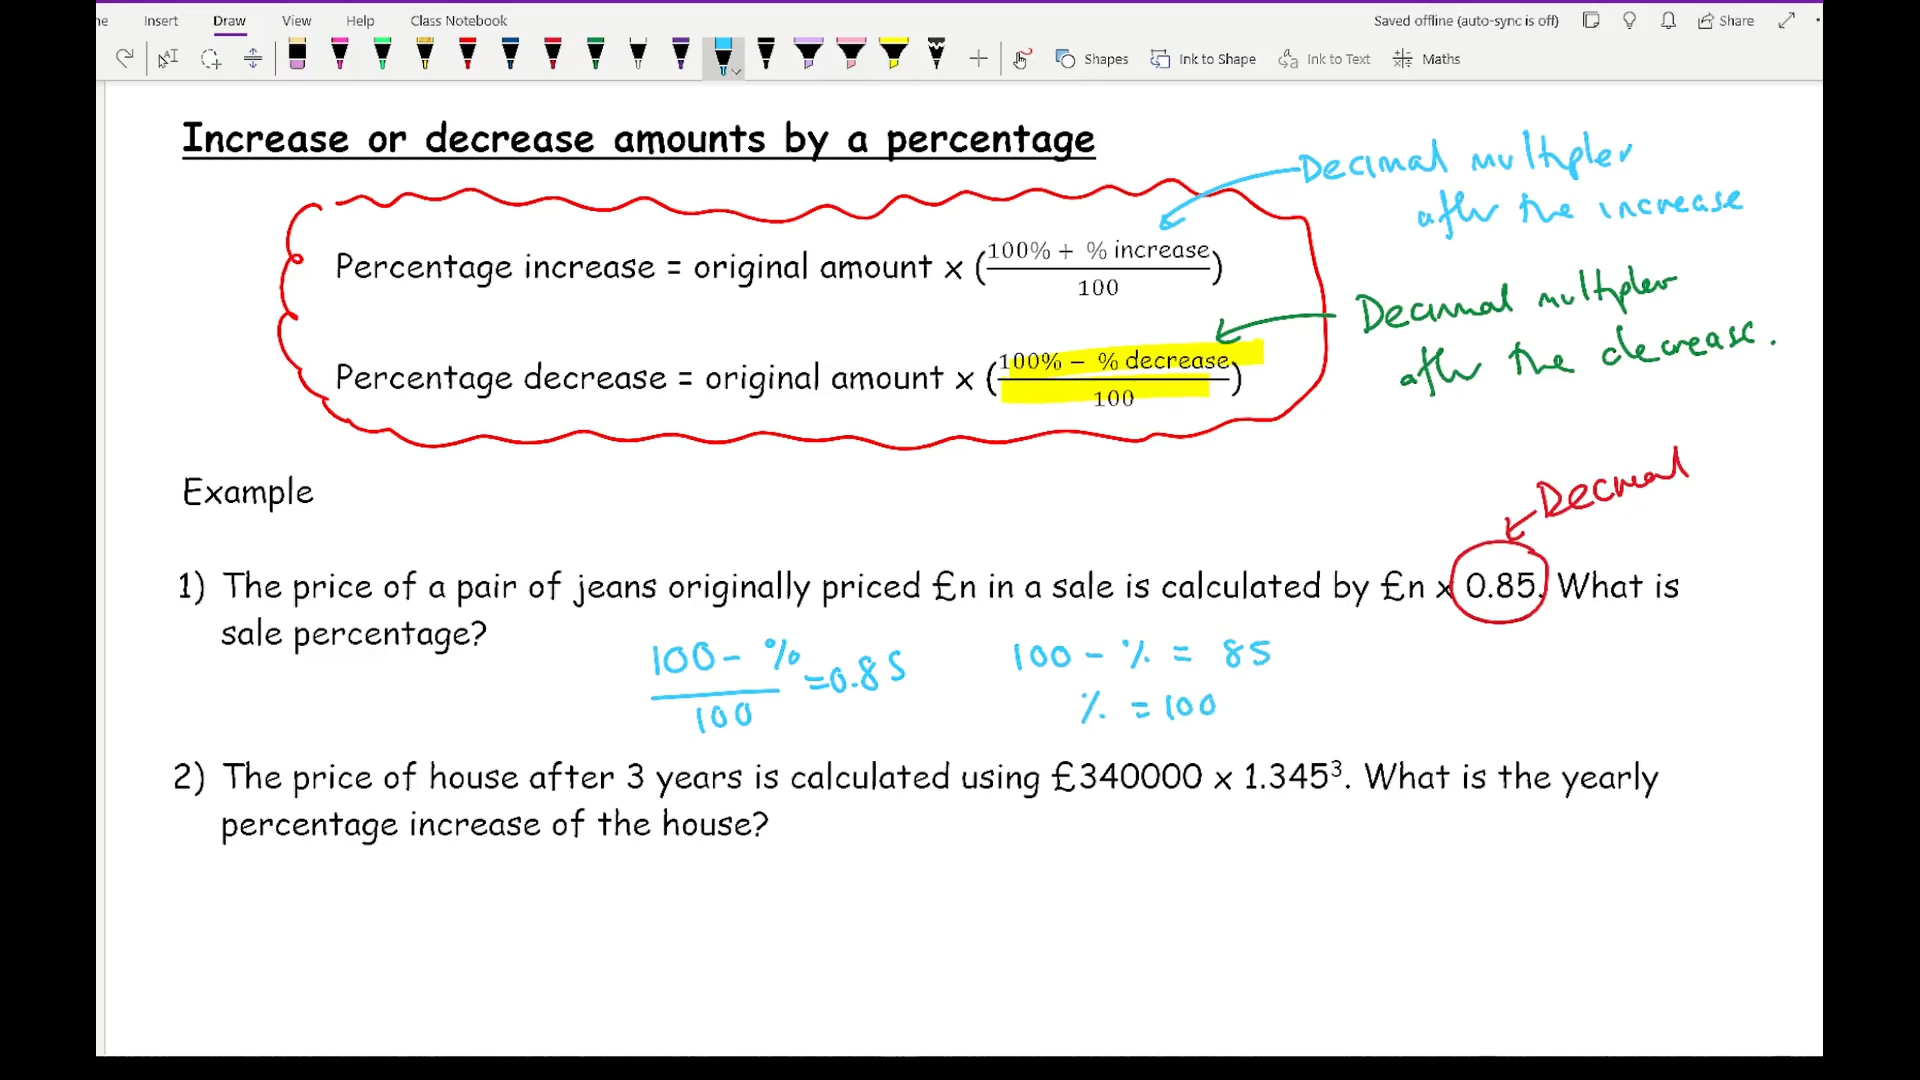 Insert Draw View Help Class Notebook Saved offline (auto-sync is off) Share
Shapes Ink to Shape Ink to Text Maths
Increase or decrease amounts by a percentage
Decimal multipler
after the increase
Percentage increase = original amount x (100% + % increase / 100)
Decimal multipler
after the decrease.
Percentage decrease = original amount x (100% − % decrease / 100)
Example
Decimal
1) The price of a pair of jeans originally priced £n in a sale is calculated by £n x 0.85. What is
sale percentage?
100 - % / 100 = 0.85
100 - % = 85
% = 100
2) The price of house after 3 years is calculated using £340000 x 1.345³. What is the yearly
percentage increase of the house?